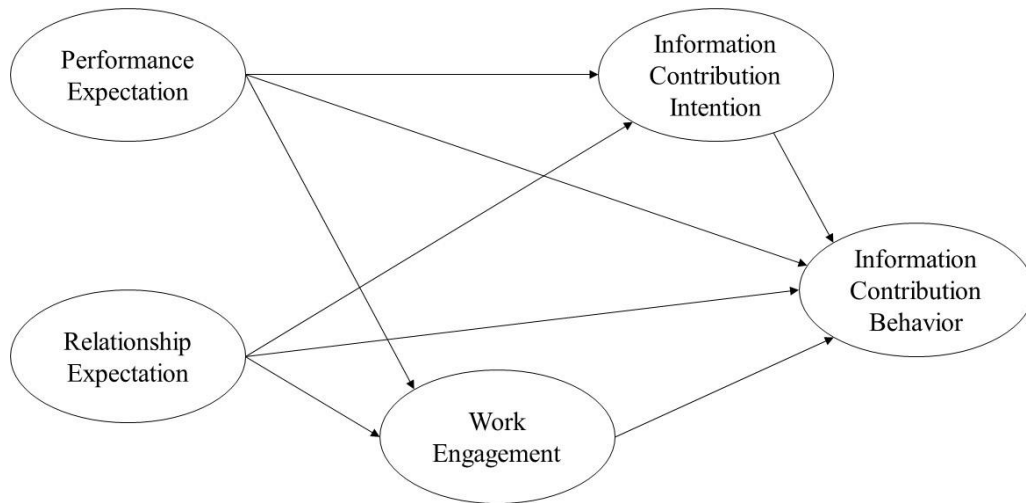 Performance
Expectation
Information
Contribution
Intention
Information
Contribution
Behavior
Relationship
Expectation
Work
Engagement